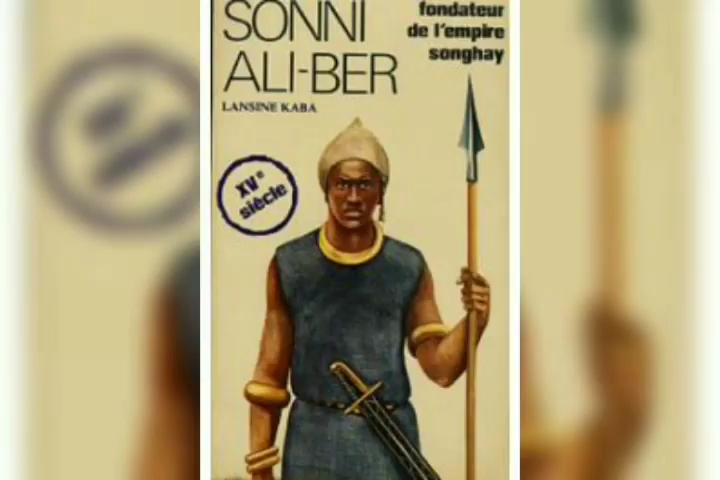 SONNI
ALI-BER
LANSINE KABA
fondateur
de l'empire
songhay
XVe
siècle